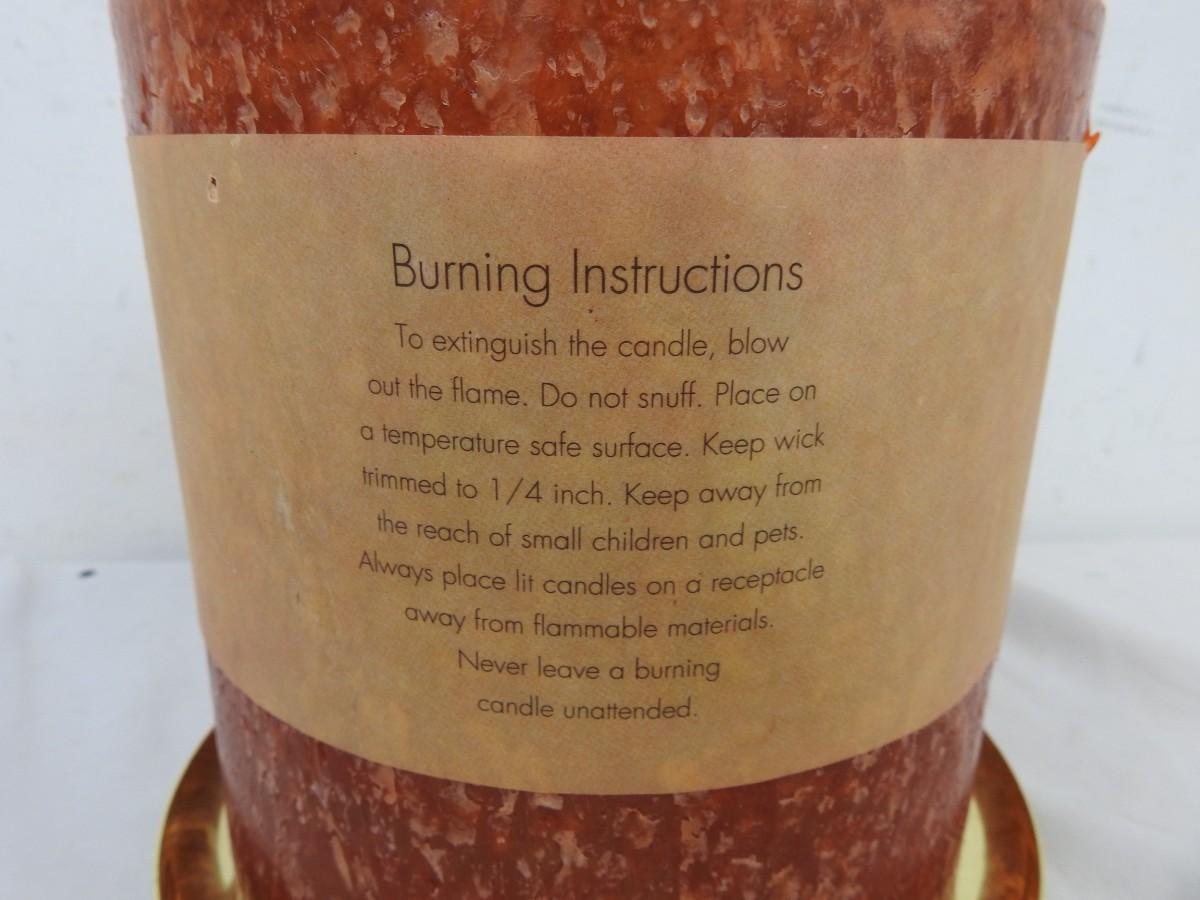 Burning Instructions
To extinguish the candle, blow
out the flame. Do not snuff. Place on
a temperature safe surface. Keep wick
trimmed to 1/4 inch. Keep away from
the reach of small children and pets.
Always place lit candles on a receptacle
away from flammable materials.
Never leave a burning
candle unattended.